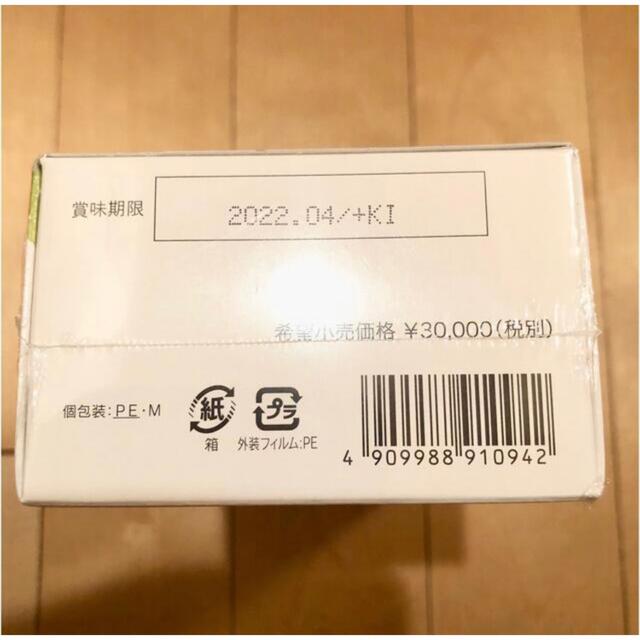 賞味期限
2022.04/+KI
希望小売価格 ¥30,000(税別)
個包装:PE・M
紙
箱
プラ
外装フィルム:PE
4 909988 910942